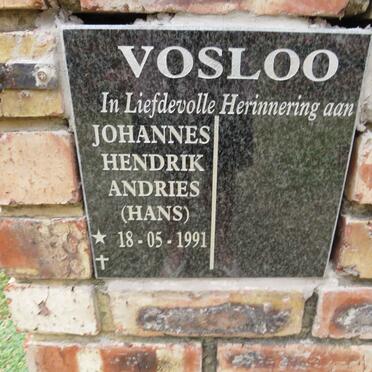 VOSLOO
In Liefdevolle Herinnering aan
JOHANNES
HENDRIK
ANDRIES
(HANS)
★ 18 - 05 - 1991
✝